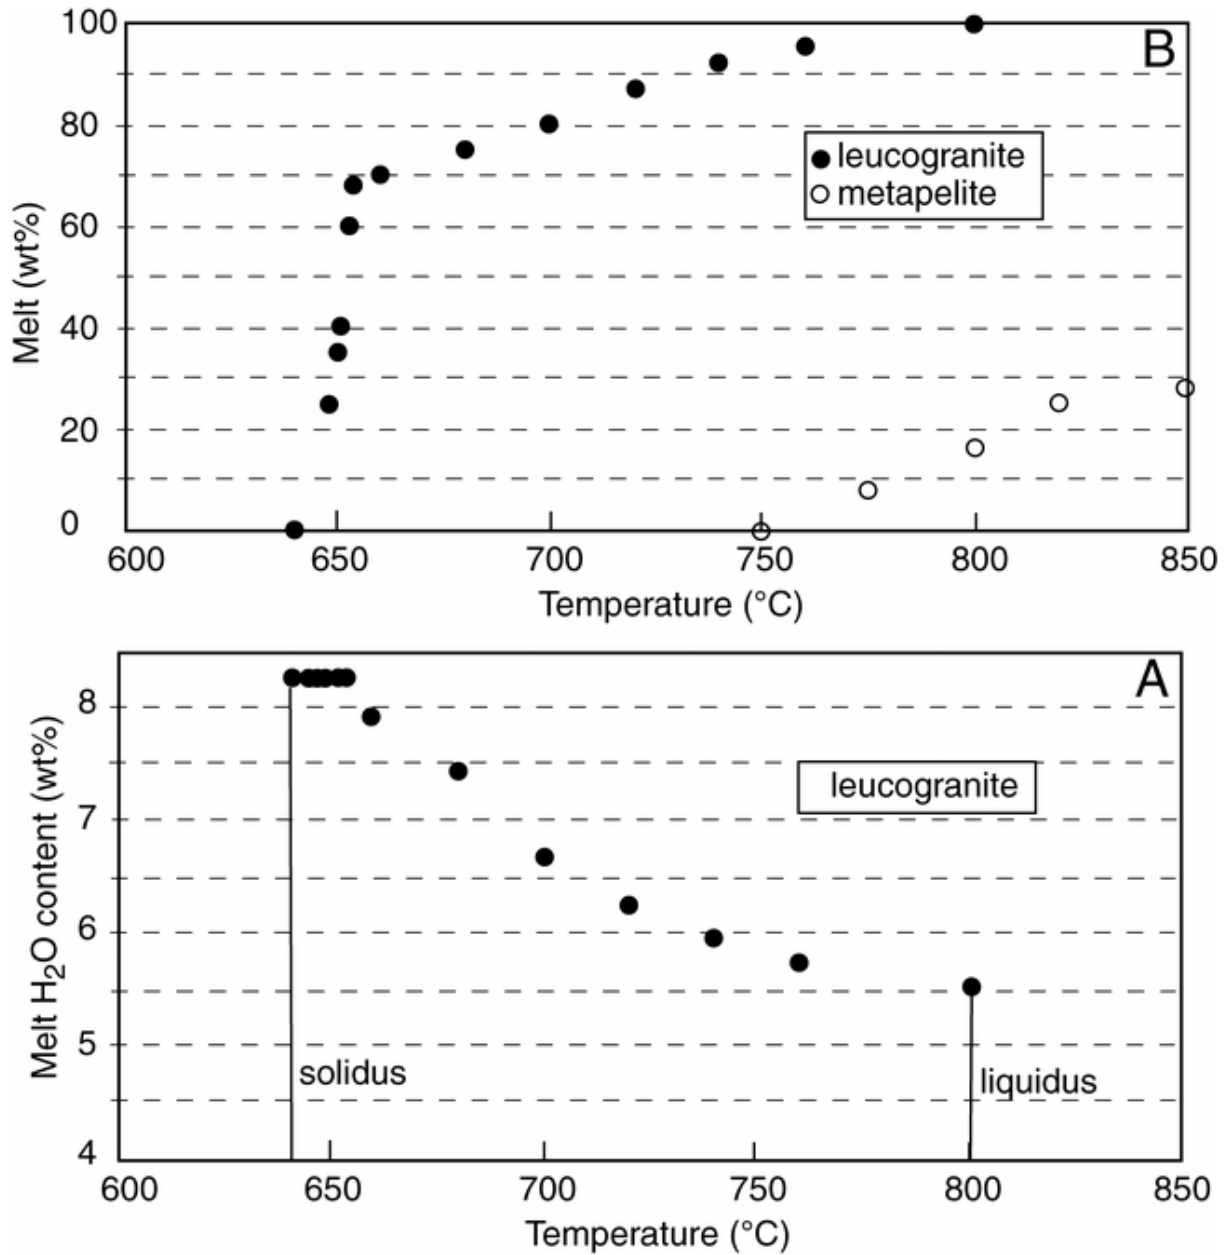 B
100
80
60
40
20
0
Melt (wt%)
leucogranite
metapelite
600 650 700 750 800 850
Temperature (°C)
A
8
7
6
5
4
Melt H₂O content (wt%)
leucogranite
solidus
liquidus
600 650 700 750 800 850
Temperature (°C)